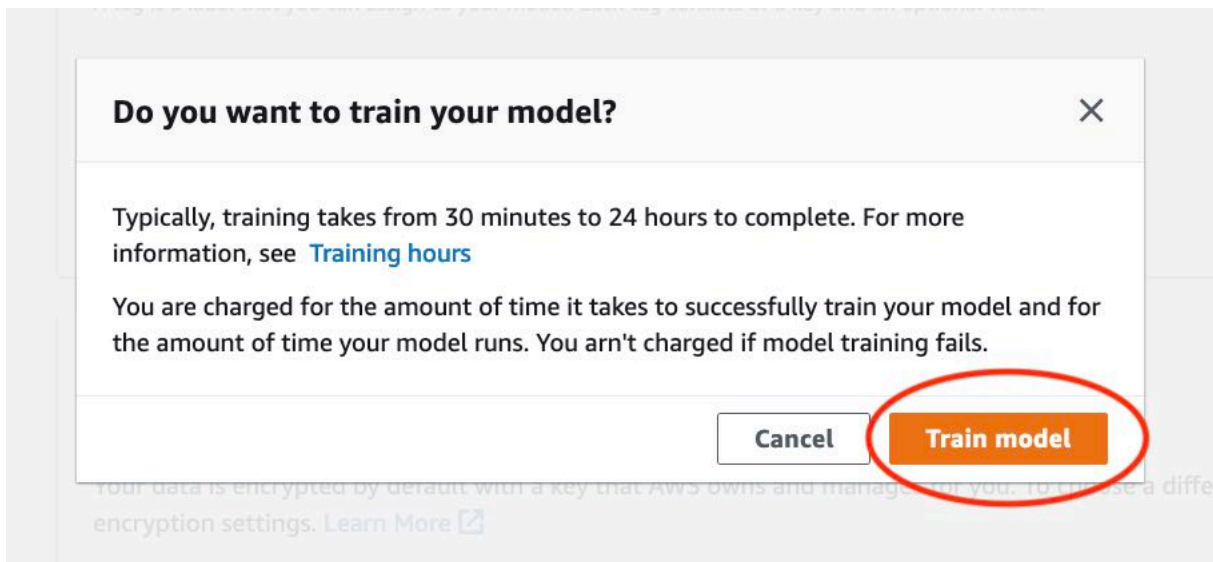 Do you want to train your model?
Typically, training takes from 30 minutes to 24 hours to complete. For more
information, see Training hours
You are charged for the amount of time it takes to successfully train your model and for
the amount of time your model runs. You arn't charged if model training fails.
Cancel Train model
Your data is encrypted by default with a key that AWS owns and manages for you. To choose a diffe
encryption settings. Learn More